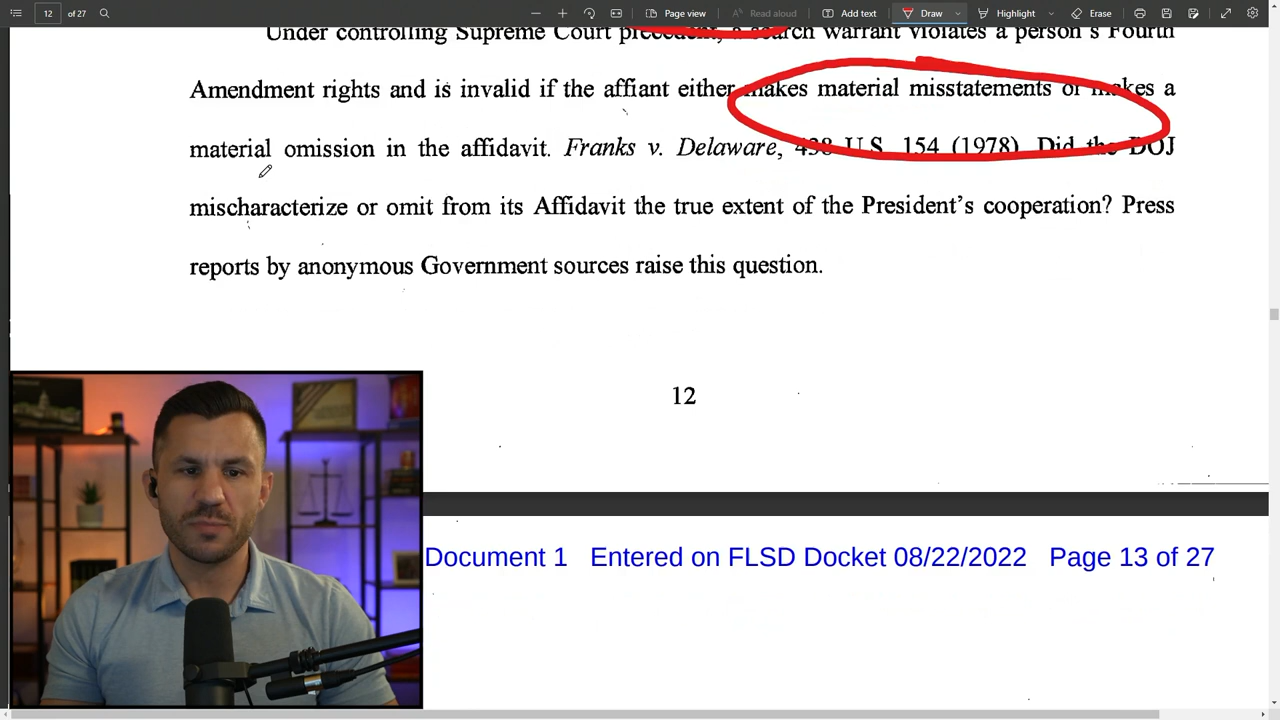 12 of 27 Page view Read aloud Add text Draw Highlight Erase
Under controlling Supreme Court precedent, a search warrant violates a person's Fourth
Amendment rights and is invalid if the affiant either makes material misstatements or makes a
material omission in the affidavit. Franks v. Delaware, 438 U.S. 154 (1978). Did the DOJ
mischaracterize or omit from its Affidavit the true extent of the President's cooperation? Press
reports by anonymous Government sources raise this question.
12
Document 1 Entered on FLSD Docket 08/22/2022 Page 13 of 27